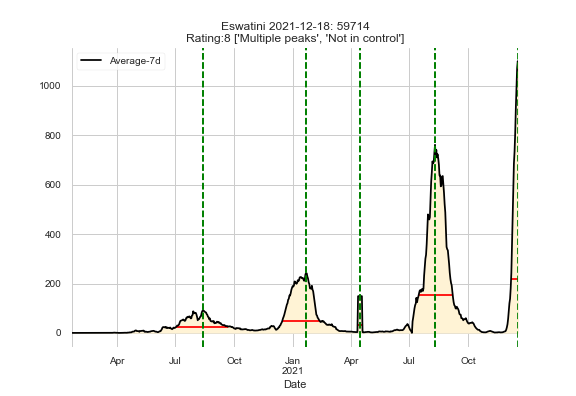 Eswatini 2021-12-18: 59714
Rating:8 ['Multiple peaks', 'Not in control']
Average-7d
1000
800
600
400
200
0
Apr Jul Oct Jan Apr Jul Oct
2021
Date